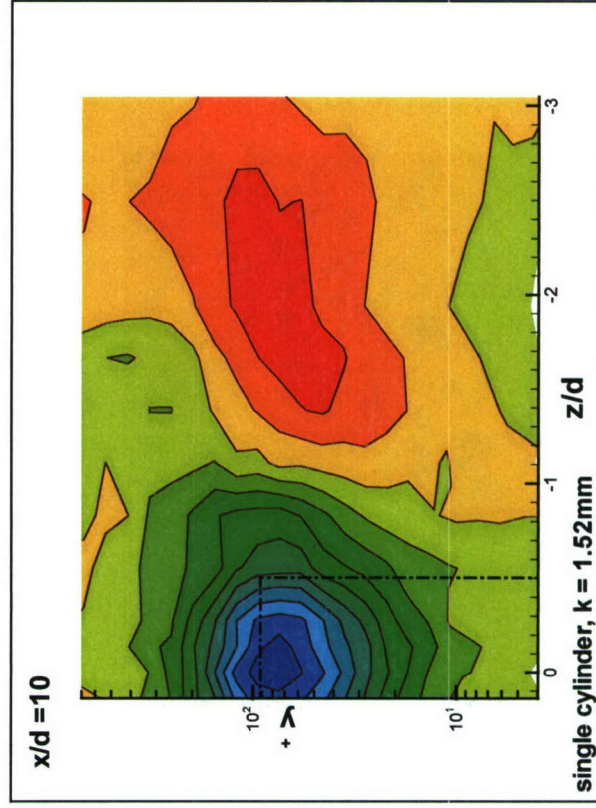 x/d =10
10²
y⁺
10¹
0
-1
-2
-3
z/d
single cylinder, k = 1.52mm